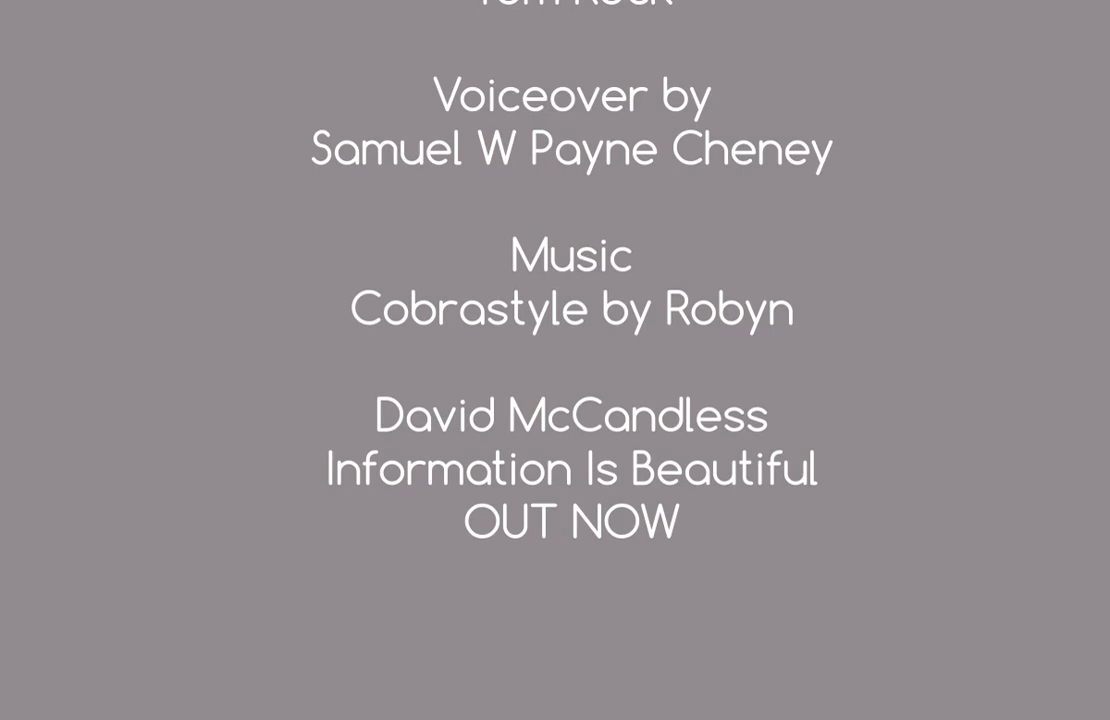 Voiceover by
Samuel W Payne Cheney
Music
Cobrastyle by Robyn
David McCandless
Information Is Beautiful
OUT NOW